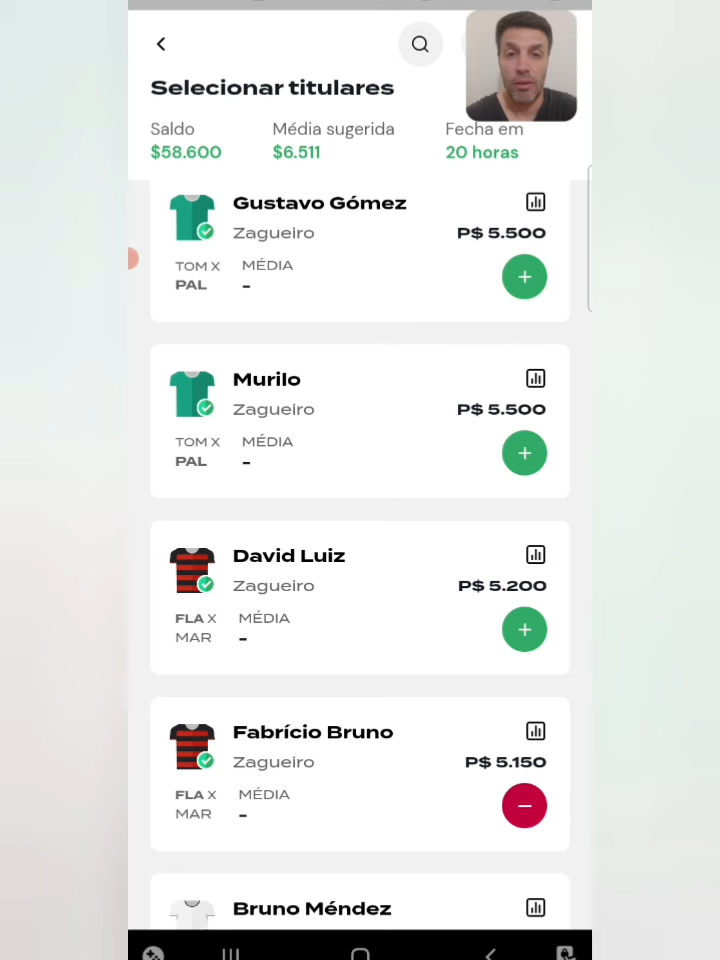 Selecionar titulares
Saldo
Média sugerida
Fecha em
$58.600
$6.511
20 horas
Gustavo Gómez
Zagueiro
P$ 5.500
TOM X
PAL
MÉDIA
-
Murilo
Zagueiro
P$ 5.500
TOM X
PAL
MÉDIA
-
David Luiz
Zagueiro
P$ 5.200
FLA X
MAR
MÉDIA
-
Fabrício Bruno
Zagueiro
P$ 5.150
FLA X
MAR
MÉDIA
-
Bruno Méndez